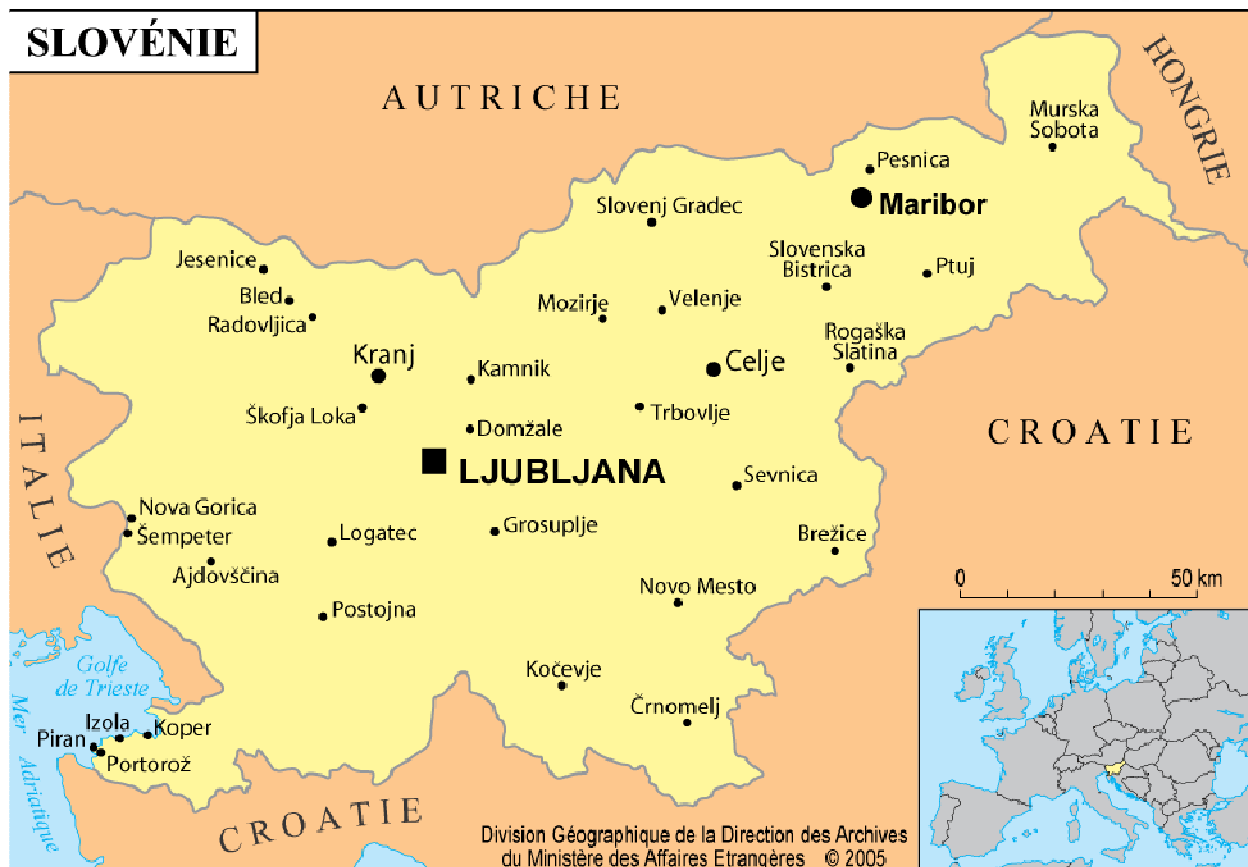 SLOVÉNIE
AUTRICHE
HONGRIE
Murska
Sobota
Pesnica
Maribor
Slovenj Gradec
Slovenska
Bistrica
Ptuj
Jesenice
Bled
Radovljica
Mozirje
Velenje
Rogaška
Slatina
Kranj
Kamnik
Celje
Škofja Loka
Trbovlje
Domžale
CROATIE
ITALIE
LJUBLJANA
Sevnica
Nova Gorica
Šempeter
Logatec
Grosuplje
Brežice
Ajdovščina
Novo Mesto
0 50 km
Postojna
Golfe
de Trieste
Kočevje
Črnomelj
Mer Adriatique
Izola
Koper
Piran
Portorož
CROATIE
Division Géographique de la Direction des Archives
du Ministère des Affaires Etrangères © 2005